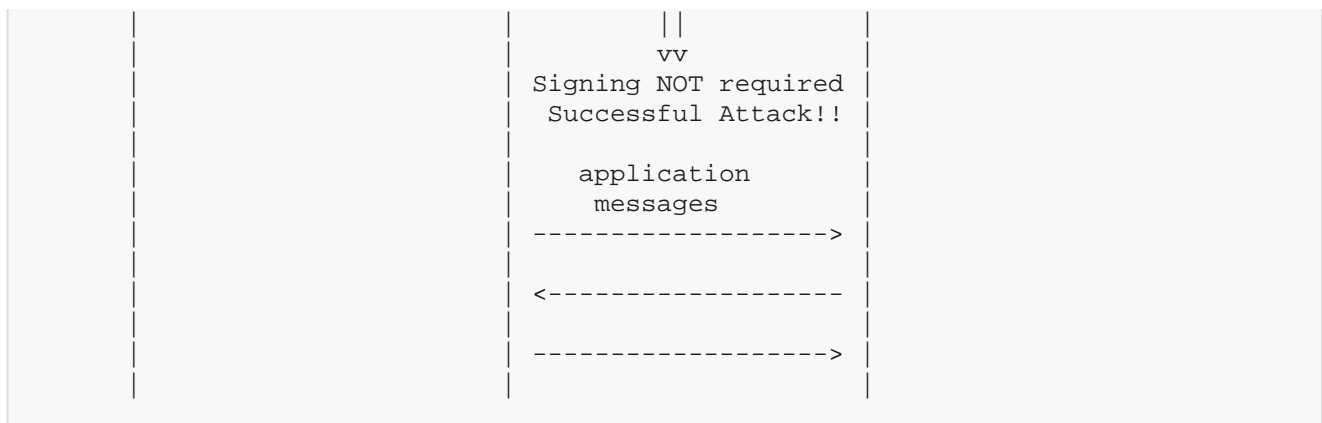 ||
vv
Signing NOT required
Successful Attack!!
application
messages
------------------->
<-------------------
------------------->